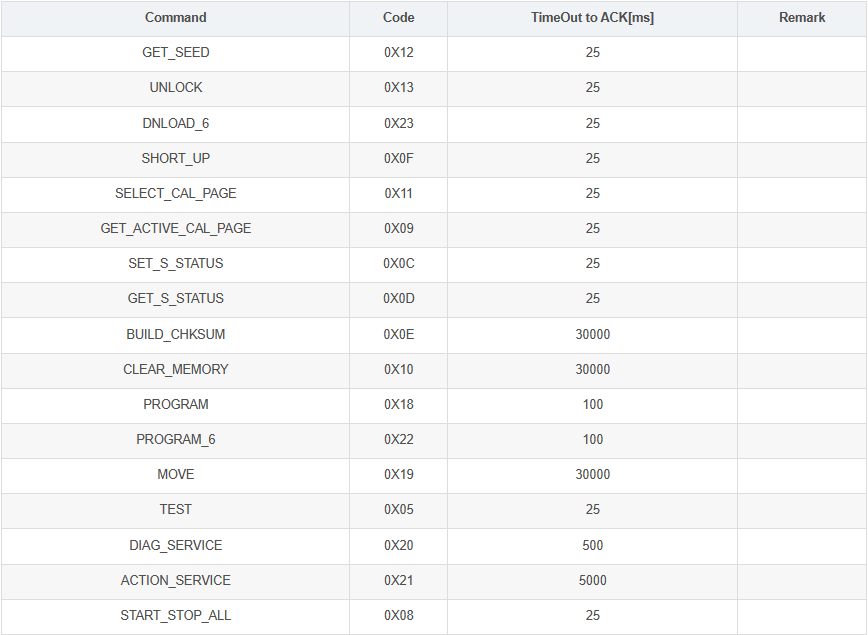 Command Code TimeOut to ACK[ms] Remark
GET_SEED 0X12 25
UNLOCK 0X13 25
DNLOAD_6 0X23 25
SHORT_UP 0X0F 25
SELECT_CAL_PAGE 0X11 25
GET_ACTIVE_CAL_PAGE 0X09 25
SET_S_STATUS 0X0C 25
GET_S_STATUS 0X0D 25
BUILD_CHKSUM 0X0E 30000
CLEAR_MEMORY 0X10 30000
PROGRAM 0X18 100
PROGRAM_6 0X22 100
MOVE 0X19 30000
TEST 0X05 25
DIAG_SERVICE 0X20 500
ACTION_SERVICE 0X21 5000
START_STOP_ALL 0X08 25